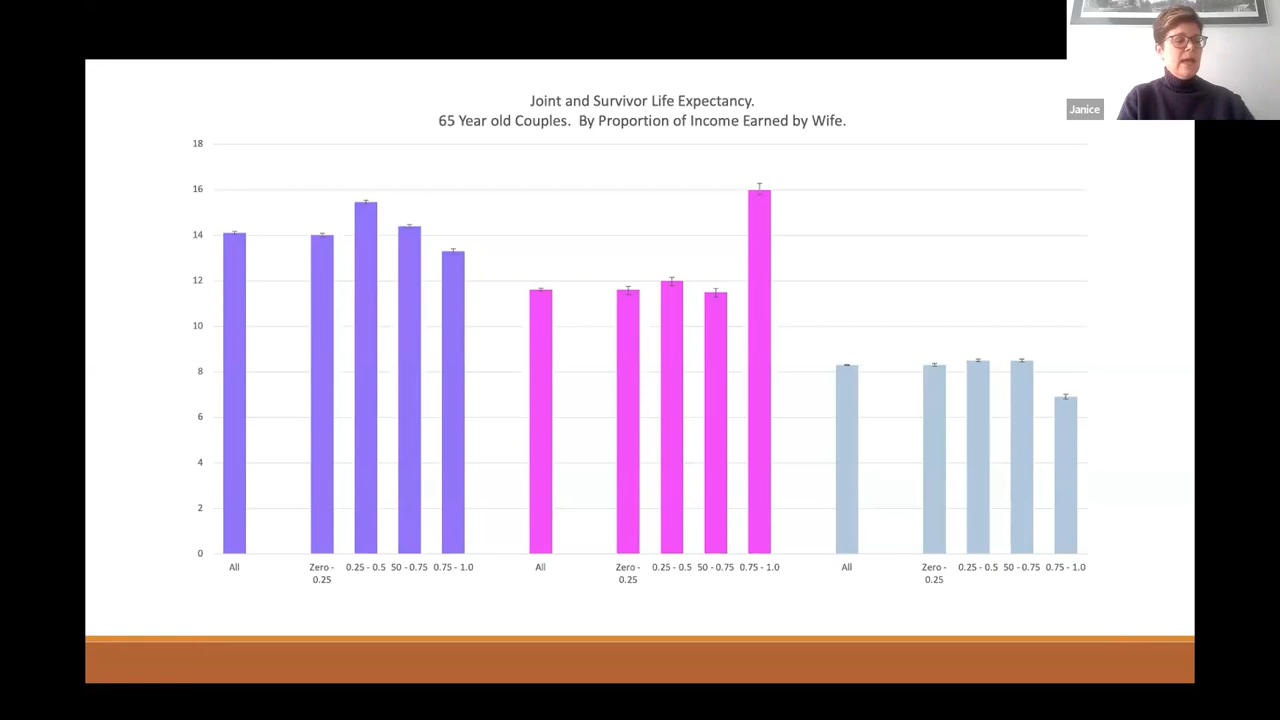 Janice
Joint and Survivor Life Expectancy.
65 Year old Couples. By Proportion of Income Earned by Wife.
18
16
14
12
10
8
6
4
2
0
All
Zero -
0.25
0.25 - 0.5
50 - 0.75
0.75 - 1.0
All
Zero -
0.25
0.25 - 0.5
50 - 0.75
0.75 - 1.0
All
Zero -
0.25
0.25 - 0.5
50 - 0.75
0.75 - 1.0